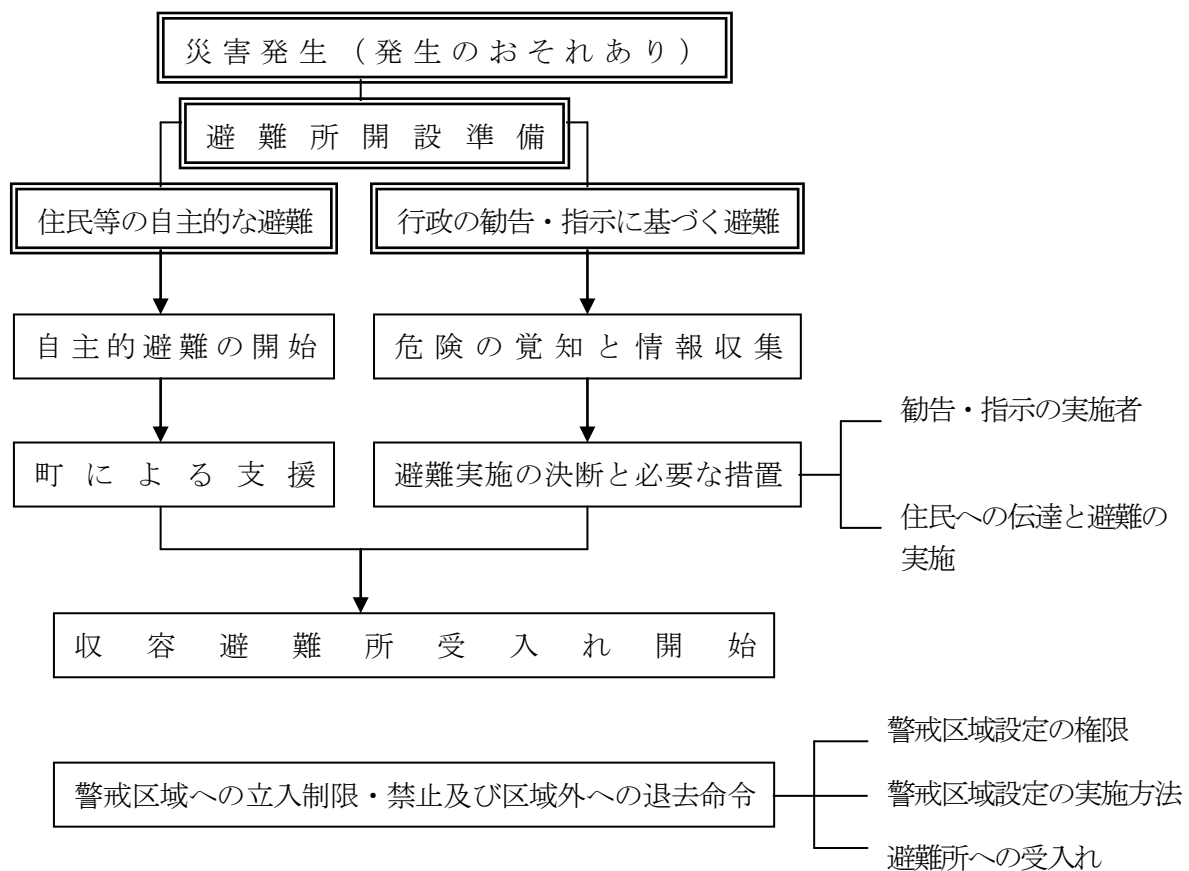 災害発生（発生のおそれあり）
避難所開設準備
住民等の自主的な避難
行政の勧告・指示に基づく避難
自主的避難の開始
危険の覚知と情報収集
勧告・指示の実施者
町による支援
避難実施の決断と必要な措置
住民への伝達と避難の
実施
収容避難所受入れ開始
警戒区域設定の権限
警戒区域への立入制限・禁止及び区域外への退去命令
警戒区域設定の実施方法
避難所への受入れ